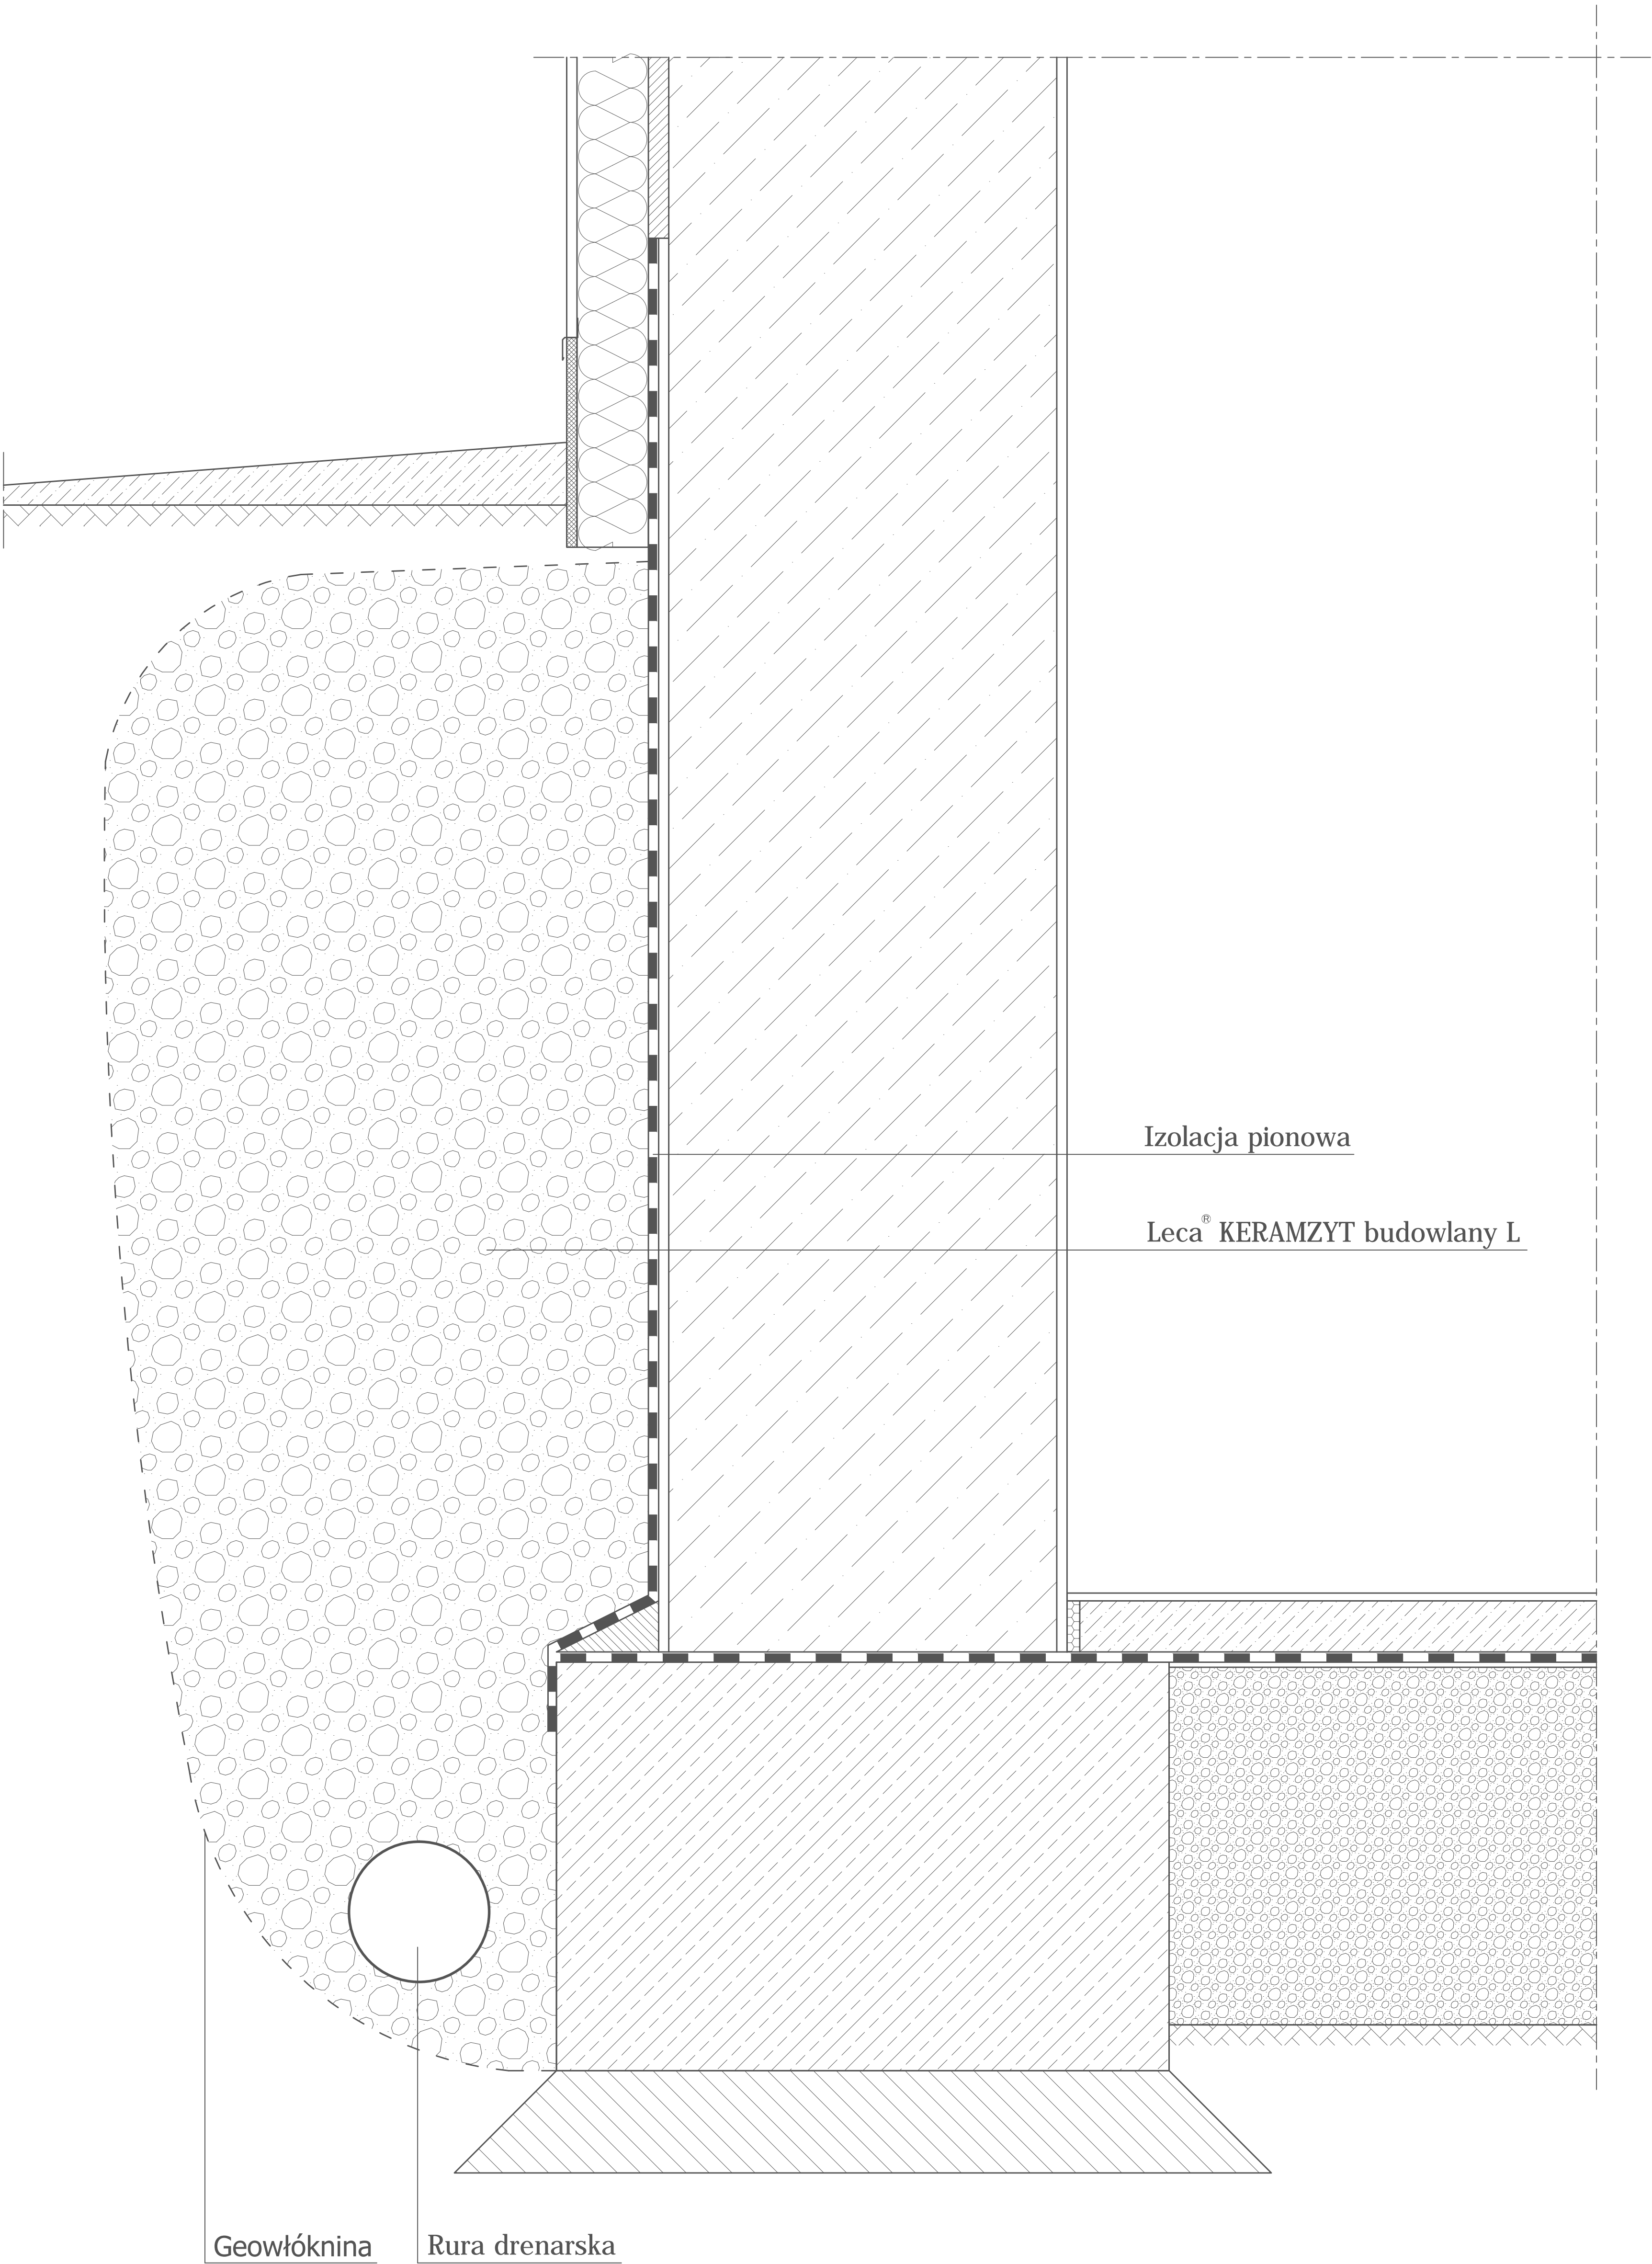 Izolacja pionowa
Leca® KERAMZYT budowlany L
Geowłóknina
Rura drenarska